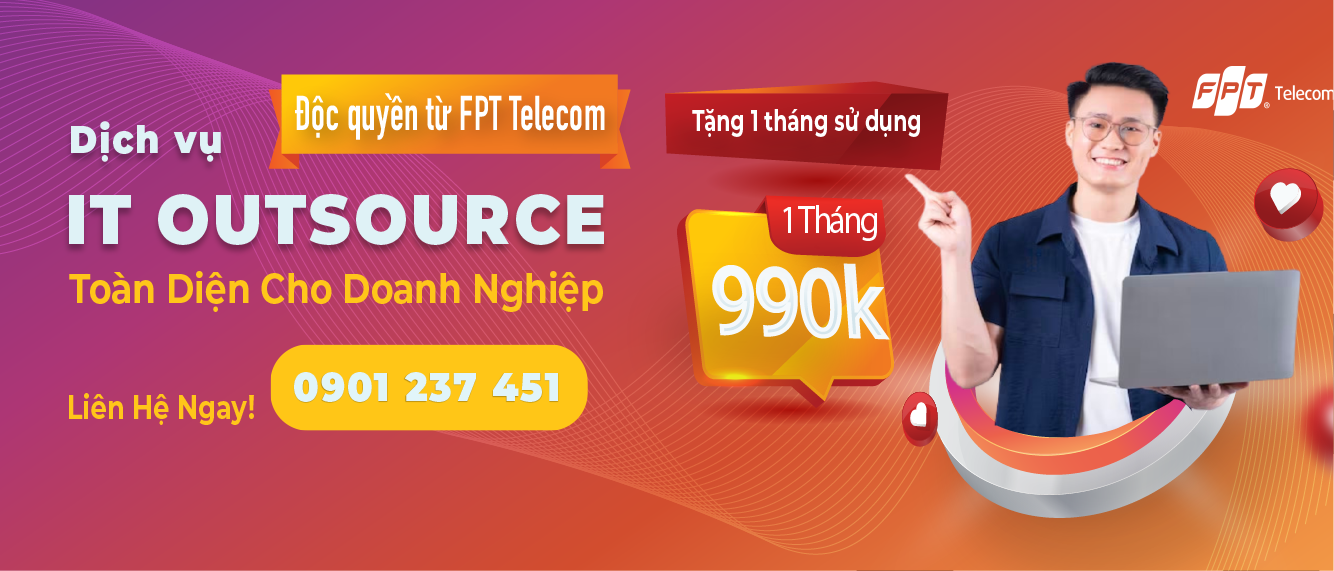 Độc quyền từ FPT Telecom
Dịch vụ
IT OUTSOURCE
Toàn Diện Cho Doanh Nghiệp
Liên Hệ Ngay!
0901 237 451
Tặng 1 tháng sử dụng
1 Tháng
990k
FPT® Telecom